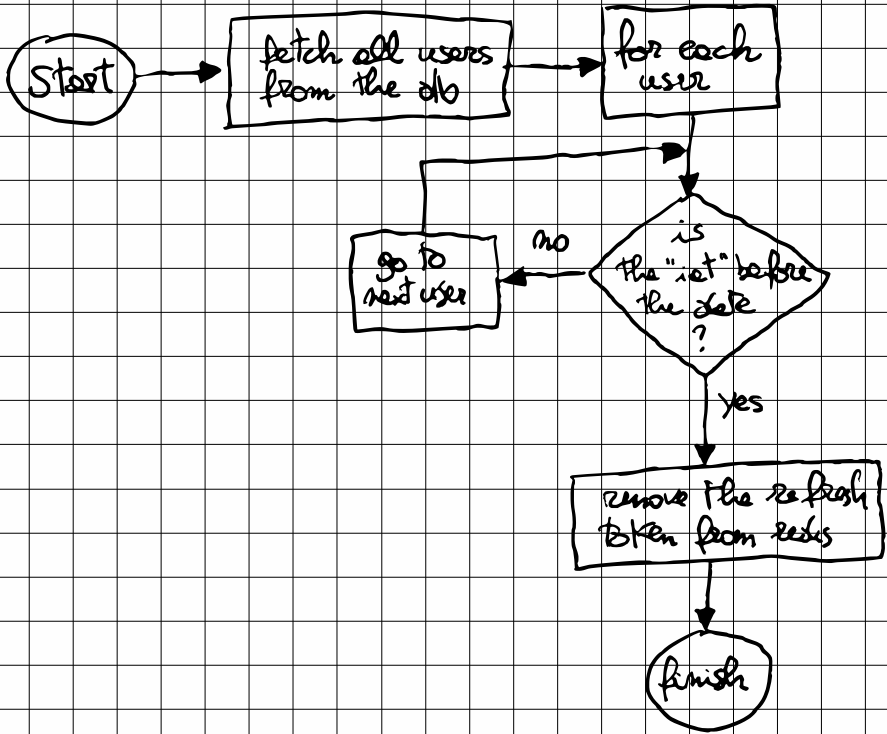 Start
fetch all users
from the db
for each
user
is
the "iat" before
the date
?
no
go to
next user
yes
remove the refresh
token from redis
finish